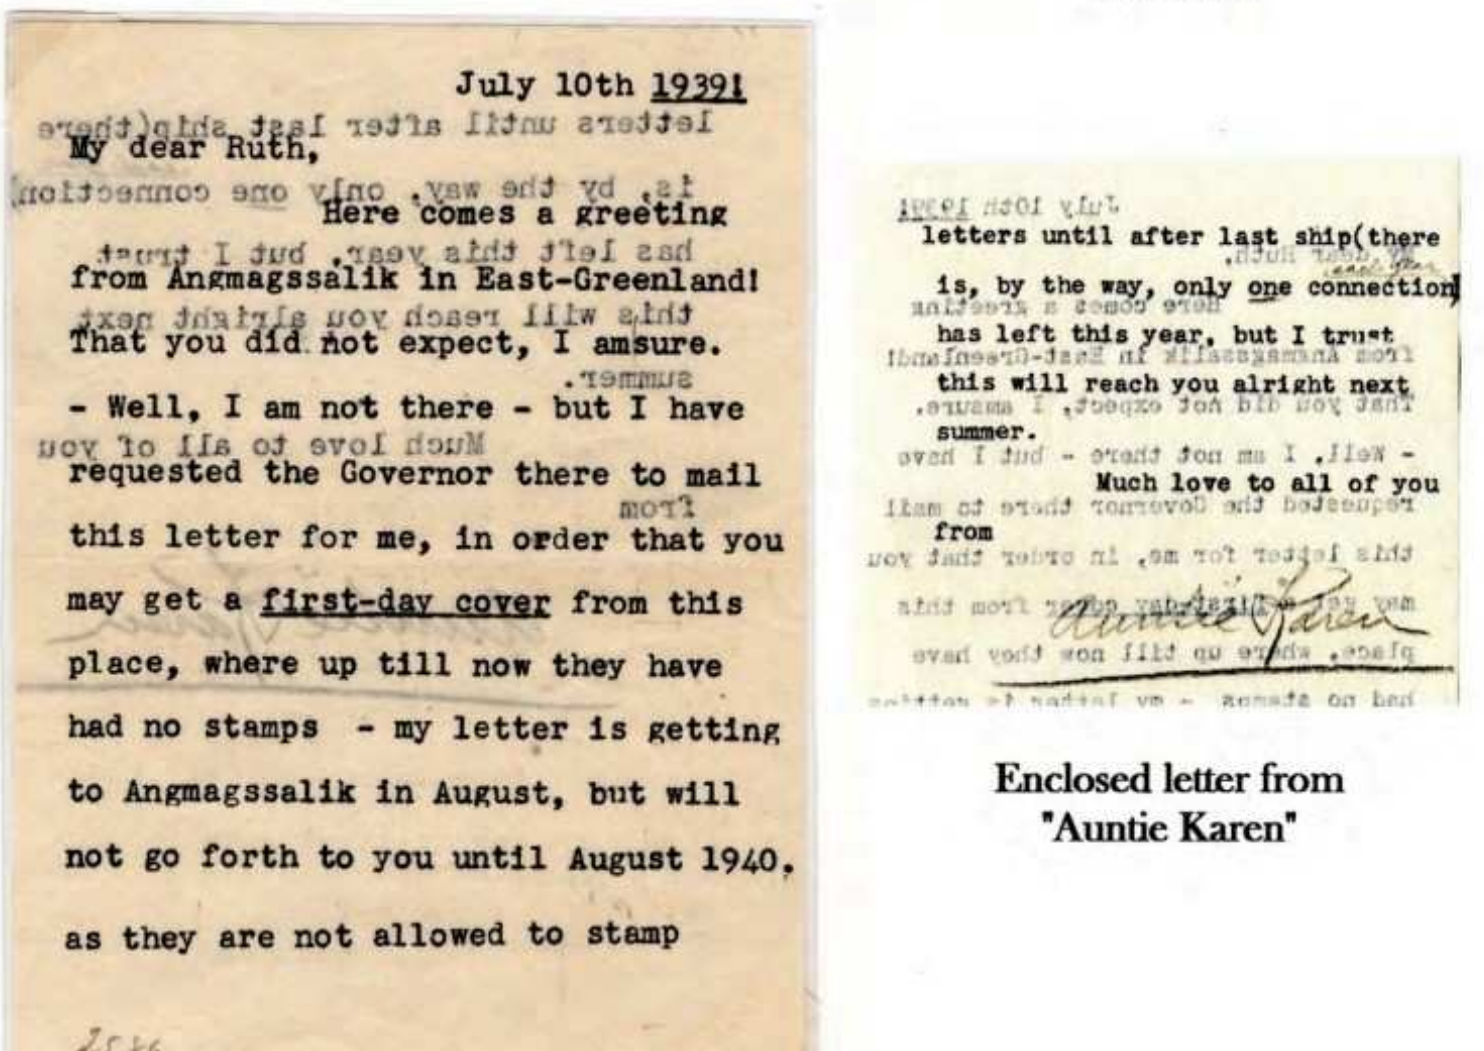 July 10th 1939!
My dear Ruth,
Here comes a greeting
from Angmagssalik in East-Greenland!
That you did not expect, I amsure.
- Well, I am not there - but I have
requested the Governor there to mail
this letter for me, in order that you
may get a first-day cover from this
place, where up till now they have
had no stamps - my letter is getting
to Angmagssalik in August, but will
not go forth to you until August 1940,
as they are not allowed to stamp
letters until after last ship(there
each year
is, by the way, only one connection)
has left this year, but I trust
this will reach you alright next
summer.
Much love to all of you
from
Auntie Karen
Enclosed letter from
"Auntie Karen"